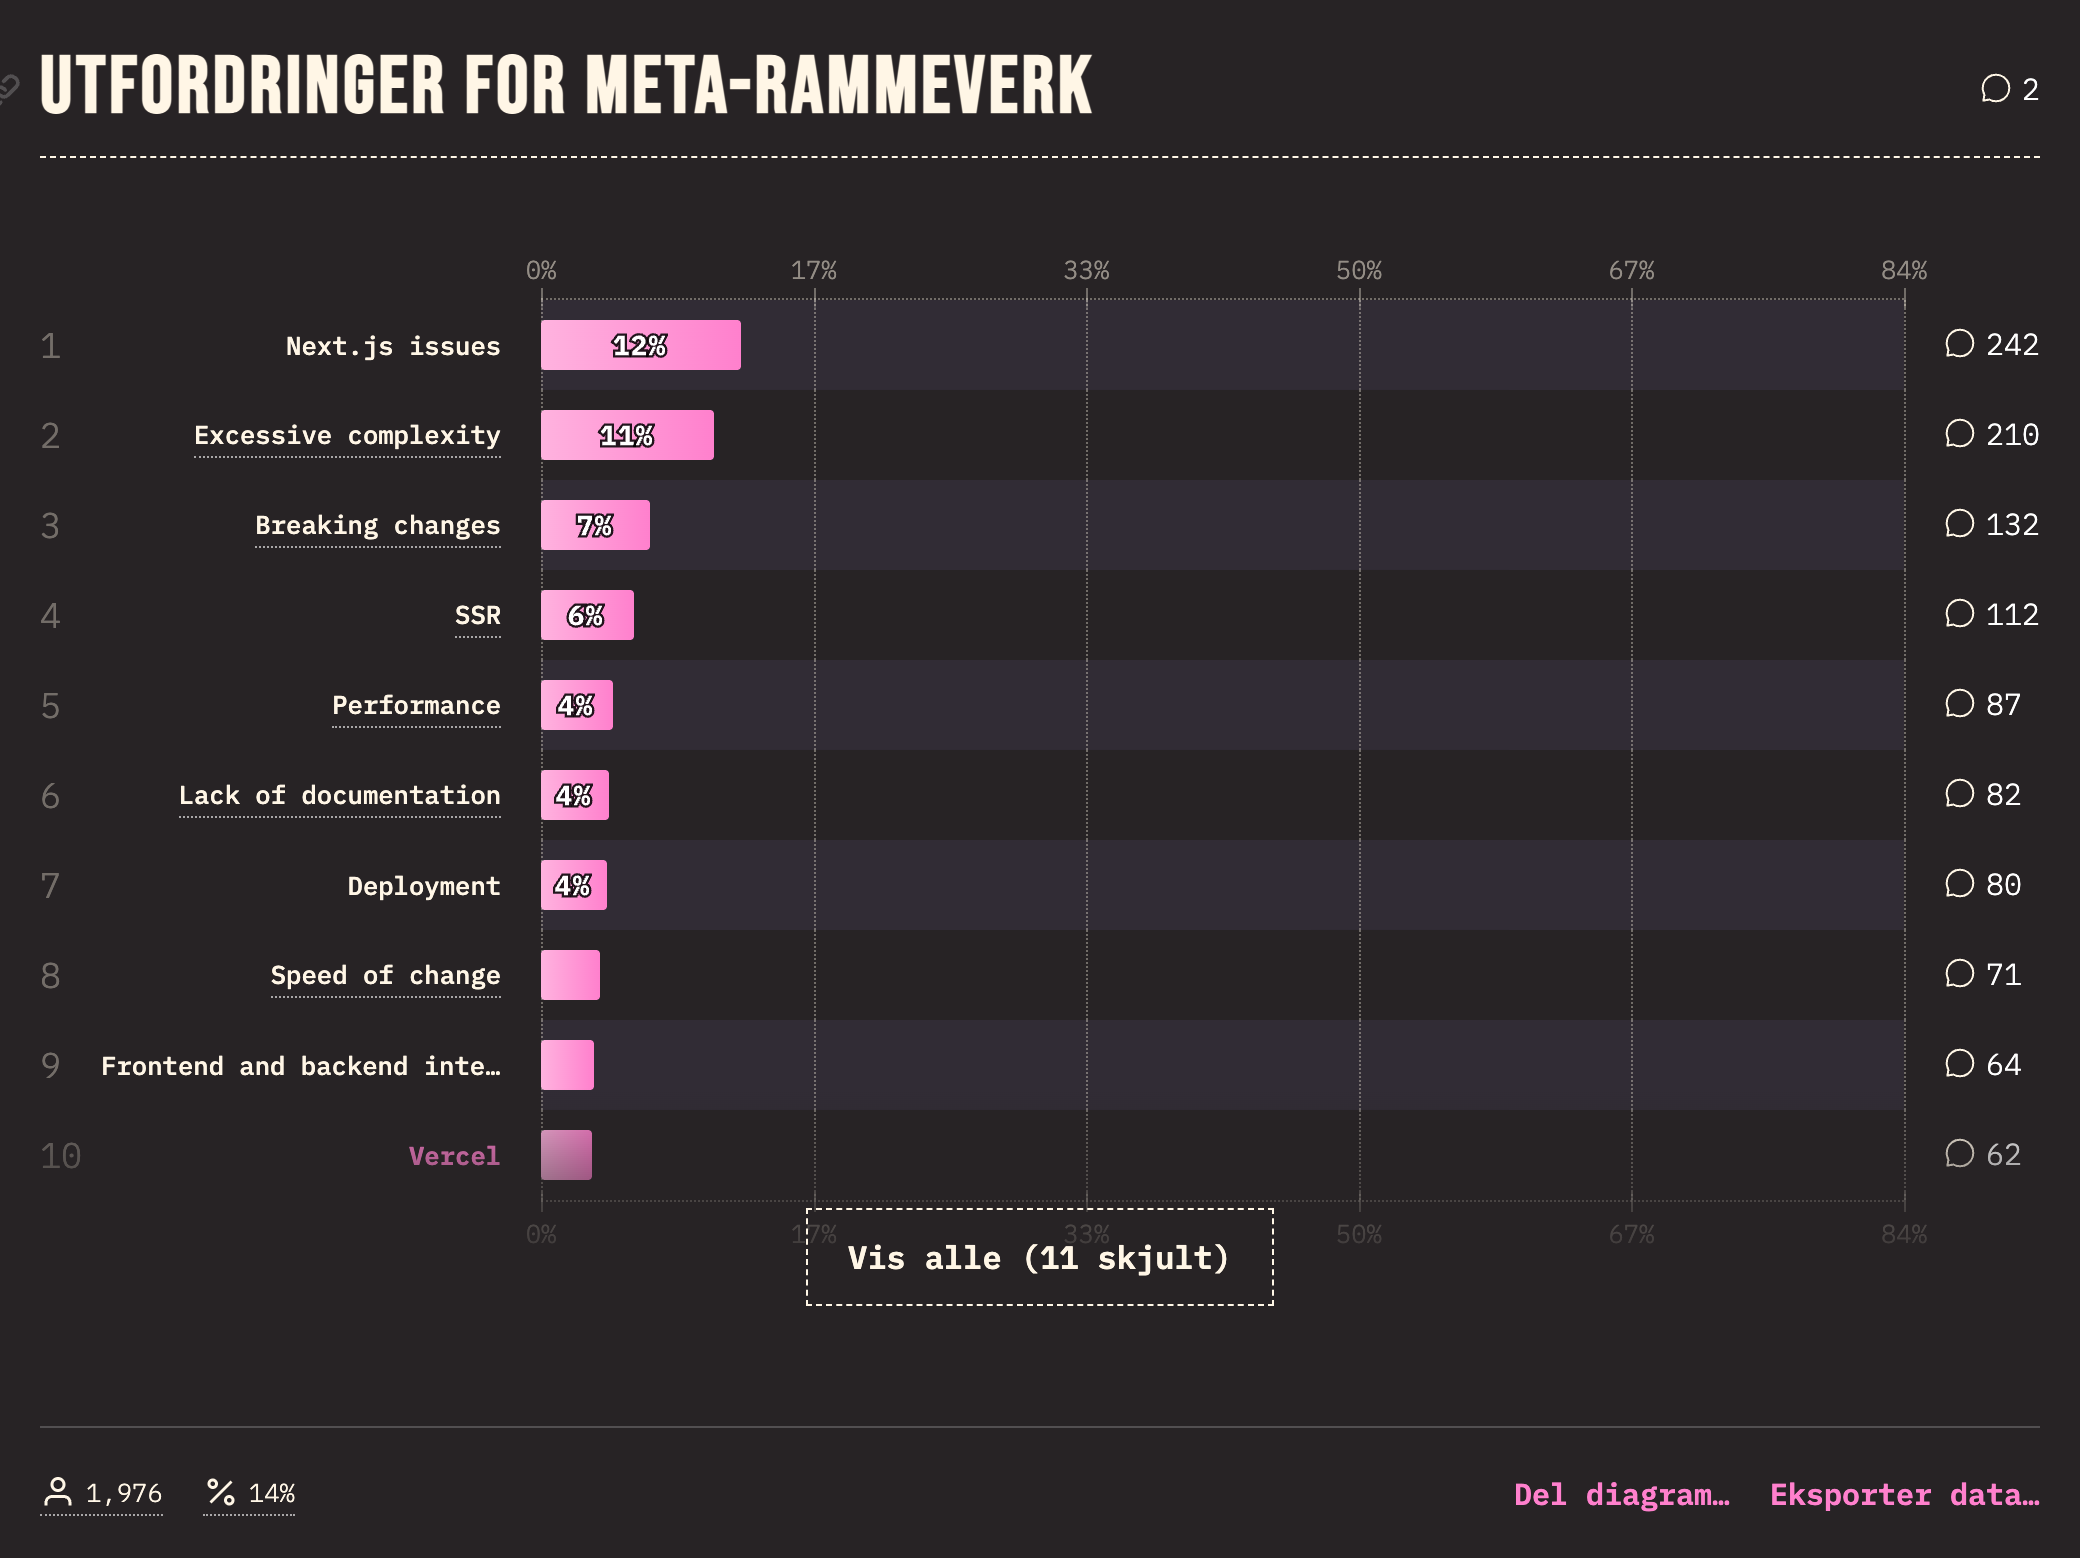 UTFORDRINGER FOR META-RAMMEVERK
2
0% 17% 33% 50% 67% 84%
1 Next.js issues 12% 242
2 Excessive complexity 11% 210
3 Breaking changes 7% 132
4 SSR 6% 112
5 Performance 4% 87
6 Lack of documentation 4% 82
7 Deployment 4% 80
8 Speed of change 71
9 Frontend and backend inte… 64
10 Vercel 62
0% 17% 33% 50% 67% 84%
Vis alle (11 skjult)
1,976 14% Del diagram… Eksporter data…